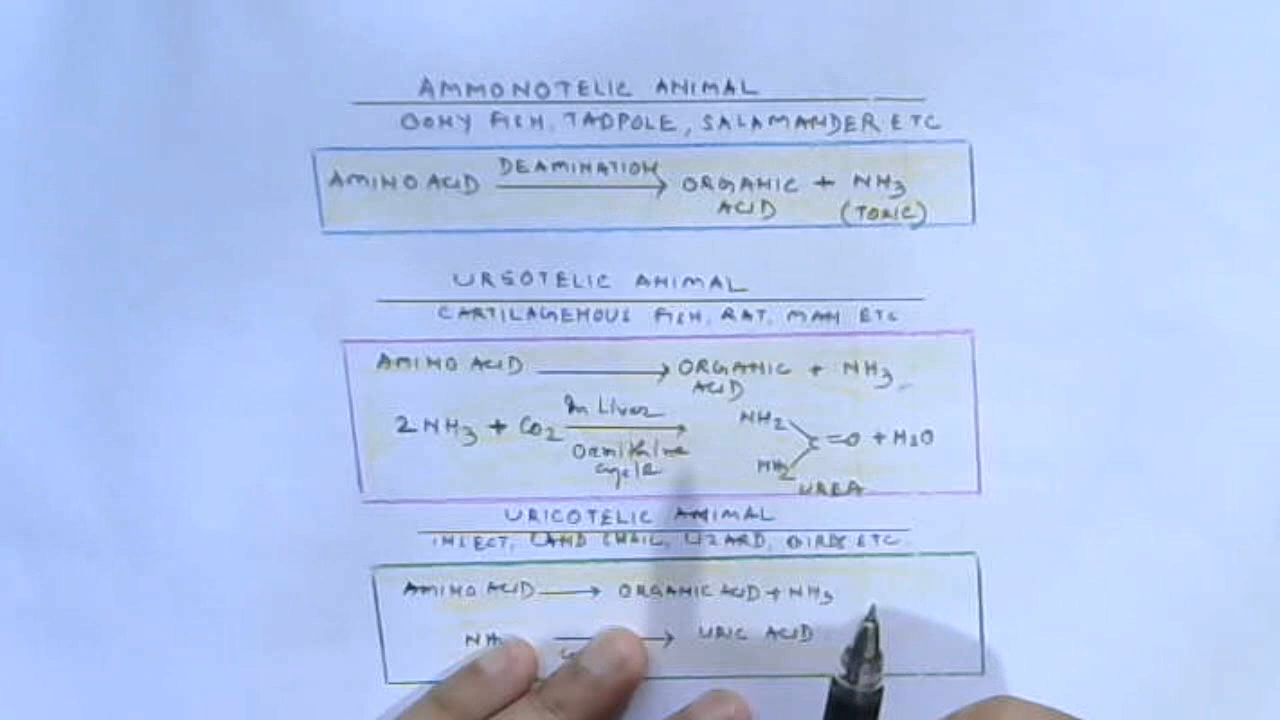 AMMONOTELIC ANIMAL
BONY FISH, TADPOLE, SALAMANDER ETC
DEAMINATION
AMINO ACID → ORGANIC + NH3
ACID (TOXIC)
UREOTELIC ANIMAL
CARTILAGENOUS FISH, RAT, MAN ETC
AMINO ACID → ORGANIC + NH3
ACID
In Liver
2NH3 + CO2 → NH2 C=O + H2O
Ornithine NH2
cycle UREA
URICOTELIC ANIMAL
INSECT, LAND SNAIL, LIZARD, BIRDS ETC.
AMINO ACID → ORGANIC ACID + NH3
→ URIC ACID